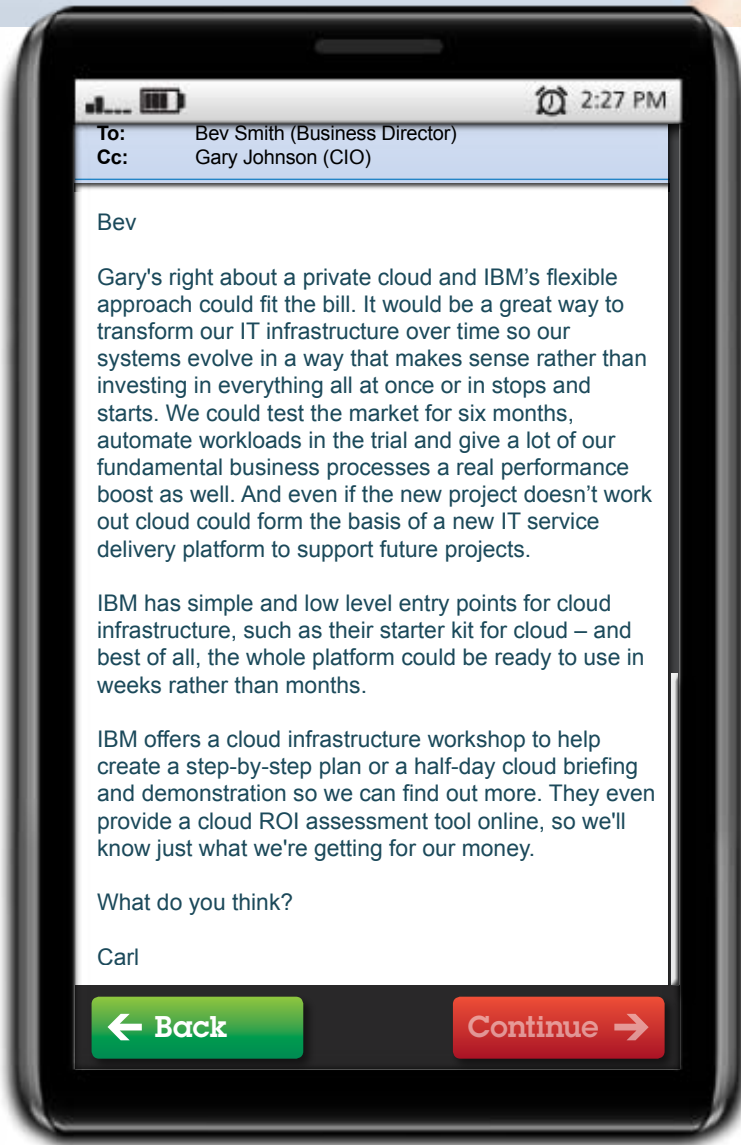 2:27 PM
To: Bev Smith (Business Director)
Cc: Gary Johnson (CIO)
Bev
Gary's right about a private cloud and IBM’s flexible
approach could fit the bill. It would be a great way to
transform our IT infrastructure over time so our
systems evolve in a way that makes sense rather than
investing in everything all at once or in stops and
starts. We could test the market for six months,
automate workloads in the trial and give a lot of our
fundamental business processes a real performance
boost as well. And even if the new project doesn’t work
out cloud could form the basis of a new IT service
delivery platform to support future projects.
IBM has simple and low level entry points for cloud
infrastructure, such as their starter kit for cloud – and
best of all, the whole platform could be ready to use in
weeks rather than months.
IBM offers a cloud infrastructure workshop to help
create a step-by-step plan or a half-day cloud briefing
and demonstration so we can find out more. They even
provide a cloud ROI assessment tool online, so we'll
know just what we're getting for our money.
What do you think?
Carl
Back
Continue